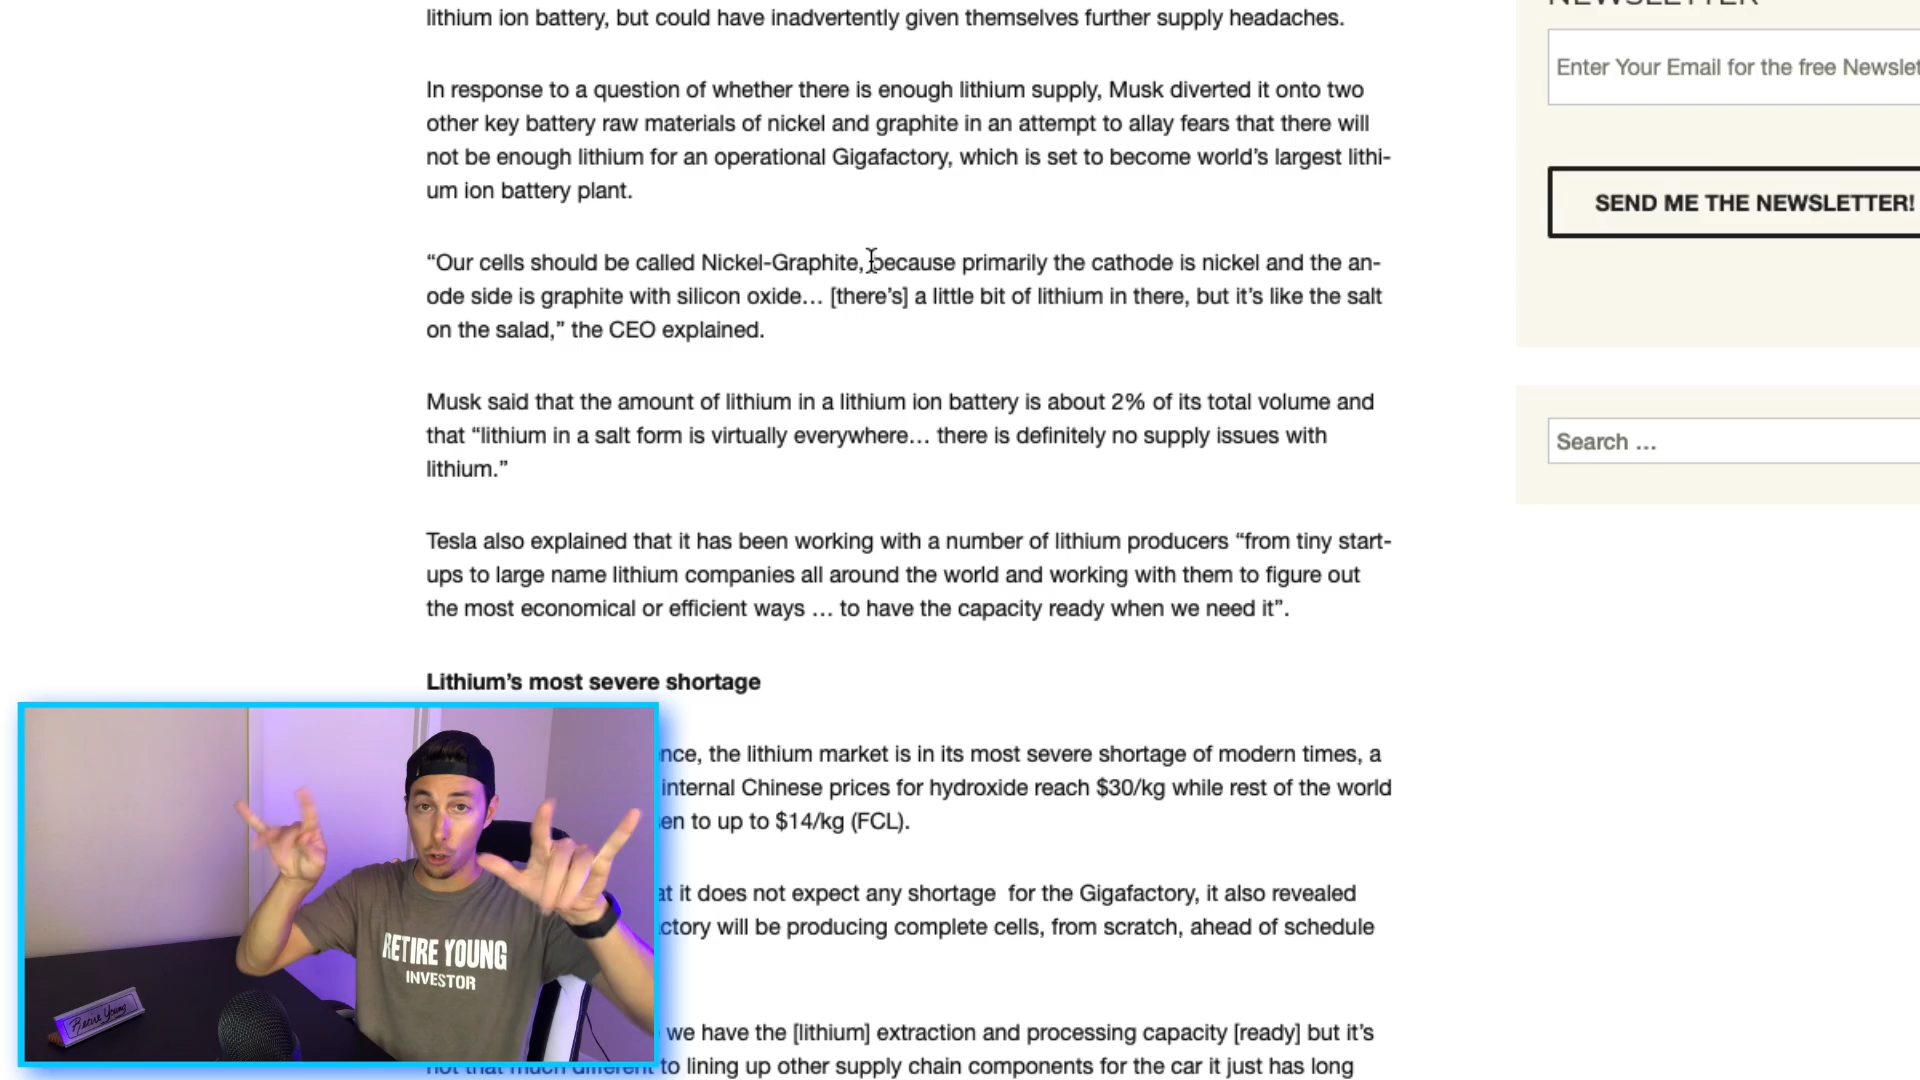 lithium ion battery, but could have inadvertently given themselves further supply headaches.
In response to a question of whether there is enough lithium supply, Musk diverted it onto two
other key battery raw materials of nickel and graphite in an attempt to allay fears that there will
not be enough lithium for an operational Gigafactory, which is set to become world’s largest lithi-
um ion battery plant.
“Our cells should be called Nickel-Graphite, because primarily the cathode is nickel and the an-
ode side is graphite with silicon oxide… [there’s] a little bit of lithium in there, but it’s like the salt
on the salad,” the CEO explained.
Musk said that the amount of lithium in a lithium ion battery is about 2% of its total volume and
that “lithium in a salt form is virtually everywhere… there is definitely no supply issues with
lithium.”
Tesla also explained that it has been working with a number of lithium producers “from tiny start-
ups to large name lithium companies all around the world and working with them to figure out
the most economical or efficient ways … to have the capacity ready when we need it”.
Lithium’s most severe shortage
the lithium market is in its most severe shortage of modern times, a
internal Chinese prices for hydroxide reach $30/kg while rest of the world
to up to $14/kg (FCL).
it does not expect any shortage for the Gigafactory, it also revealed
will be producing complete cells, from scratch, ahead of schedule
we have the [lithium] extraction and processing capacity [ready] but it’s
not that much different to lining up other supply chain components for the car it just has long
NEWSLETTER
Enter Your Email for the free
SEND ME THE NEWSLETTER!
Search …
RETIRE YOUNG
INVESTOR
Retire Young